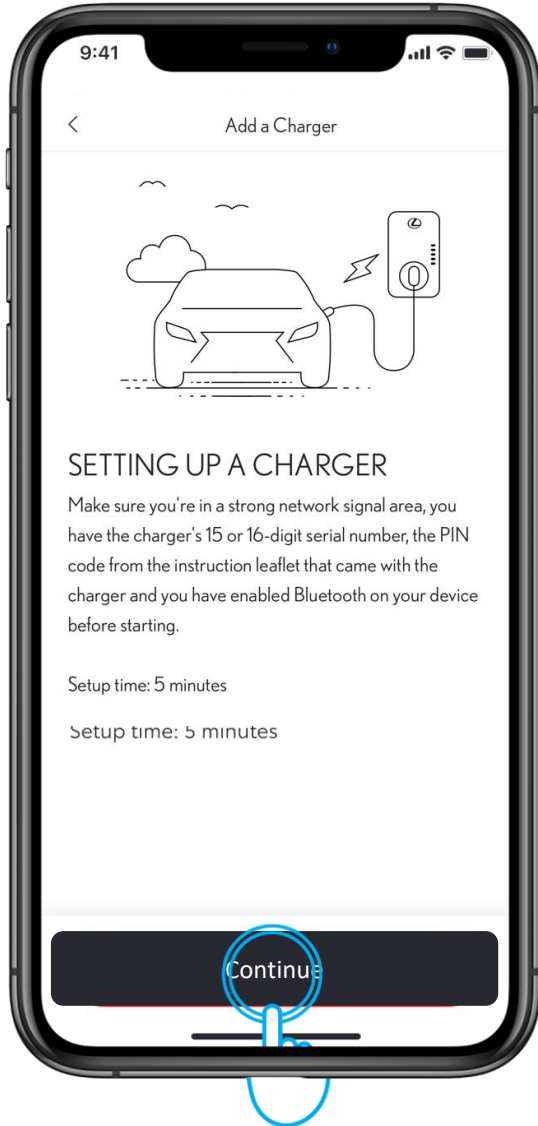 9:41
Add a Charger
SETTING UP A CHARGER
Make sure you're in a strong network signal area, you
have the charger's 15 or 16-digit serial number, the PIN
code from the instruction leaflet that came with the
charger and you have enabled Bluetooth on your device
before starting.
Setup time: 5 minutes
Setup time: 5 minutes
Continue